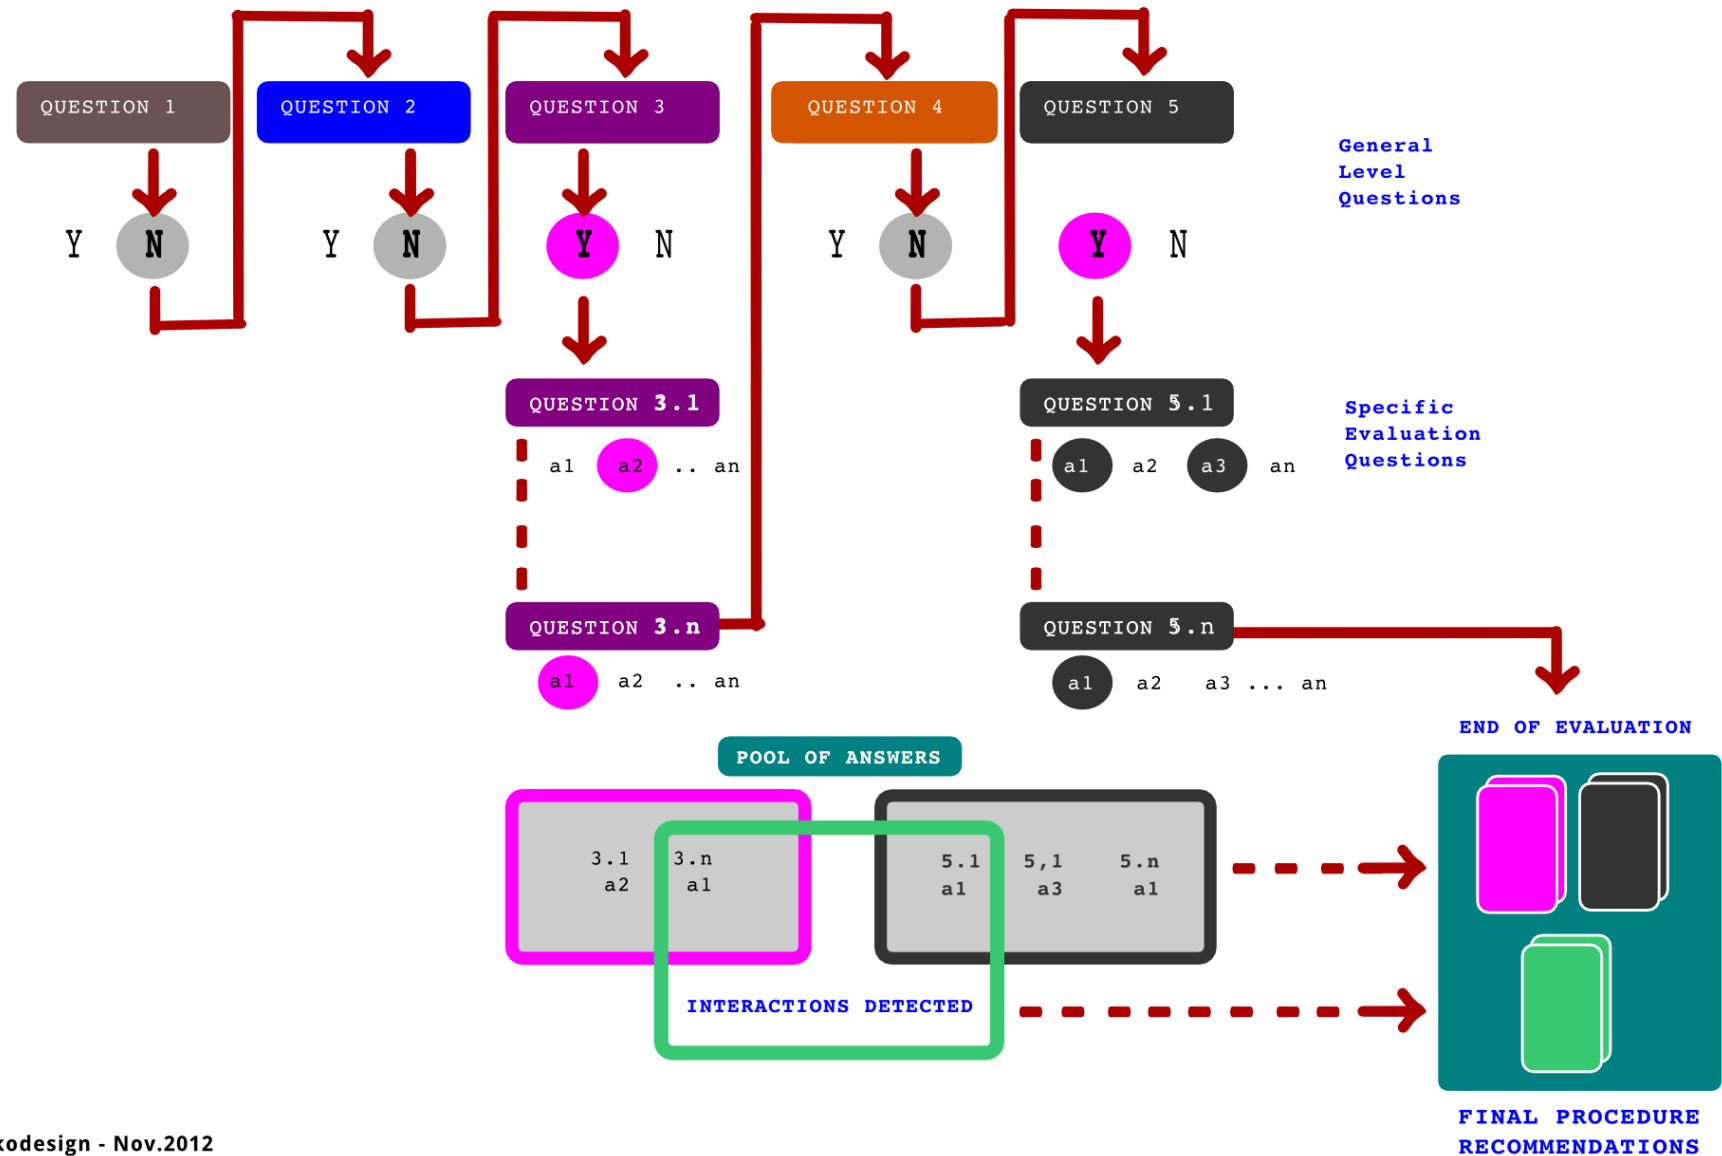 QUESTION 1
QUESTION 2
QUESTION 3
QUESTION 4
QUESTION 5
General
Level
Questions
Y N
Y N
Y N
Y N
Y N
QUESTION 3.1
a1 a2 .. an
QUESTION 5.1
a1 a2 a3 an
Specific
Evaluation
Questions
QUESTION 3.n
a1 a2 .. an
QUESTION 5.n
a1 a2 a3 ... an
END OF EVALUATION
POOL OF ANSWERS
3.1 3.n
a2 a1
5.1 5,1 5.n
a1 a3 a1
INTERACTIONS DETECTED
FINAL PROCEDURE
RECOMMENDATIONS
kodesign - Nov.2012